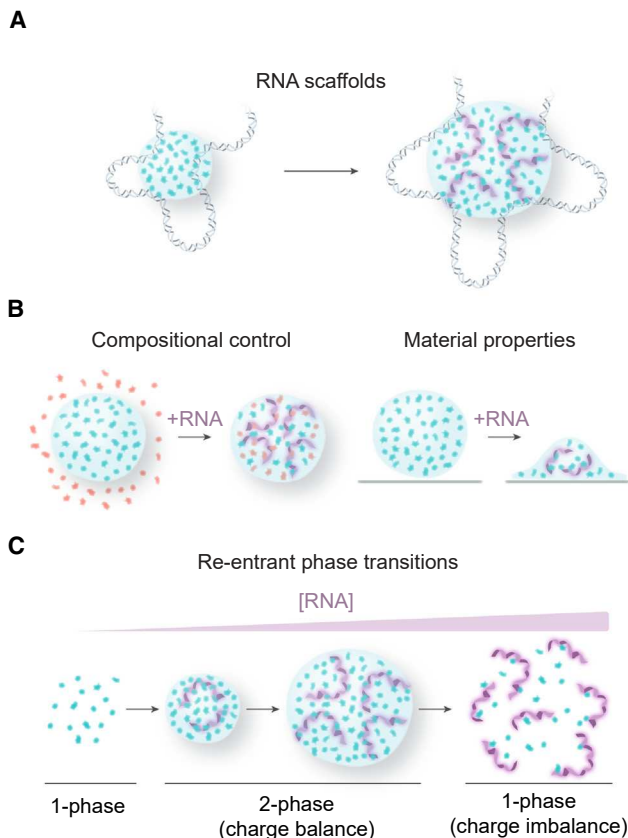 A
RNA scaffolds
B
Compositional control
Material properties
+RNA
+RNA
C
Re-entrant phase transitions
[RNA]
1-phase
2-phase
(charge balance)
1-phase
(charge imbalance)